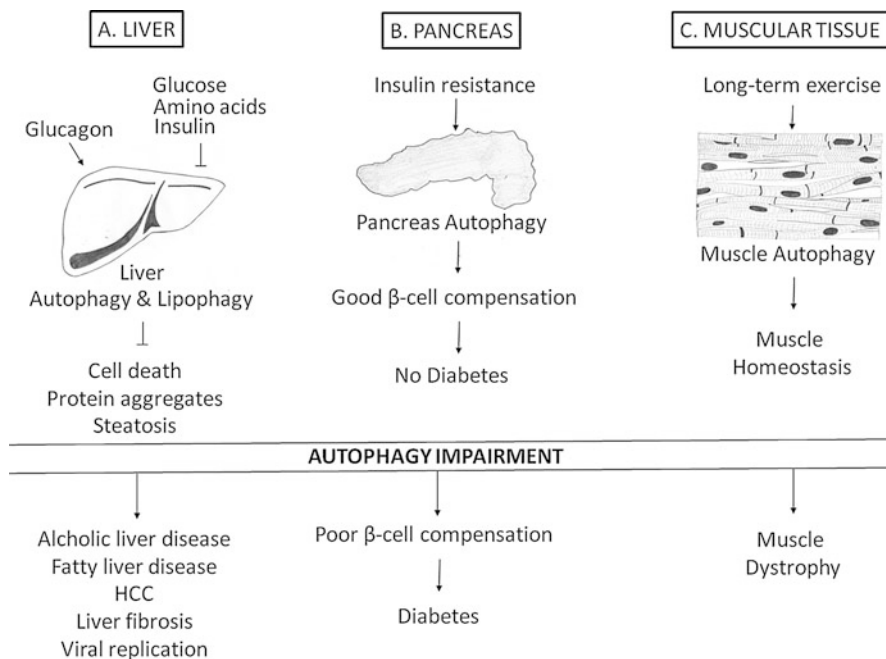 A. LIVER
Glucose
Amino acids
Insulin
Glucagon
Liver
Autophagy & Lipophagy
Cell death
Protein aggregates
Steatosis
B. PANCREAS
Insulin resistance
Pancreas Autophagy
Good β-cell compensation
No Diabetes
C. MUSCULAR TISSUE
Long-term exercise
Muscle Autophagy
Muscle
Homeostasis
AUTOPHAGY IMPAIRMENT
Alcholic liver disease
Fatty liver disease
HCC
Liver fibrosis
Viral replication
Poor β-cell compensation
Diabetes
Muscle
Dystrophy